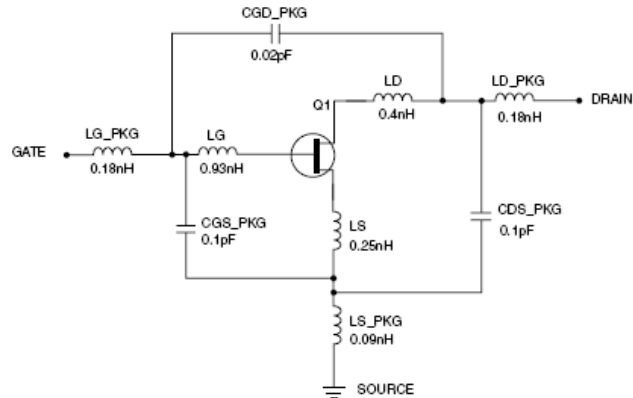 CGD_PKG
0.02pF
Q1
LD
0.4nH
LD_PKG
0.18nH
DRAIN
GATE
LG_PKG
0.18nH
LG
0.93nH
CGS_PKG
0.1pF
LS
0.25nH
CDS_PKG
0.1pF
LS_PKG
0.09nH
SOURCE